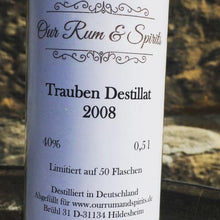 Our Rum & Spirits
Trauben Destillat
2008
40% 0,5 l
Limitiert auf 50 Flaschen
Destilliert in Deutschland
Abgefüllt für www.ourrumandspirits.de
Brühl 31 D-31134 Hildesheim